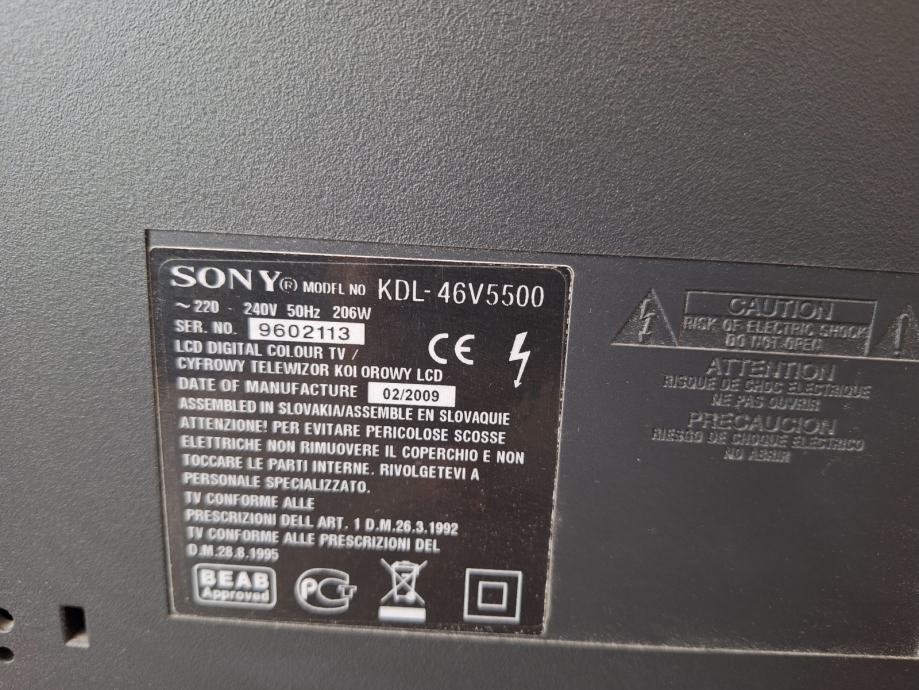 SONY® MODEL NO KDL-46V5500
~ 220 - 240V 50Hz 206W
SER. NO. 9602113
LCD DIGITAL COLOUR TV /
CYFROWY TELEWIZOR KOLOROWY LCD
DATE OF MANUFACTURE 02/2009
ASSEMBLED IN SLOVAKIA/ASSEMBLE EN SLOVAQUIE
ATTENZIONE! PER EVITARE PERICOLOSE SCOSSE
ELETTRICHE NON RIMUOVERE IL COPERCHIO E NON
TOCCARE LE PARTI INTERNE. RIVOLGETEVI A
PERSONALE SPECIALIZZATO.
TV CONFORME ALLE
PRESCRIZIONI DELL ART. 1 D.M.26.3.1992
TV CONFORME ALLE PRESCRIZIONI DEL
D.M.28.8.1995
CE
BEAB
Approved
PCT
CAUTION
RISK OF ELECTRIC SHOCK
DO NOT OPEN
ATTENTION
RISQUE DE CHOC ELECTRIQUE
NE PAS OUVRIR
PRECAUCION
RIESGO DE CHOQUE ELECTRICO
NO ABRIR